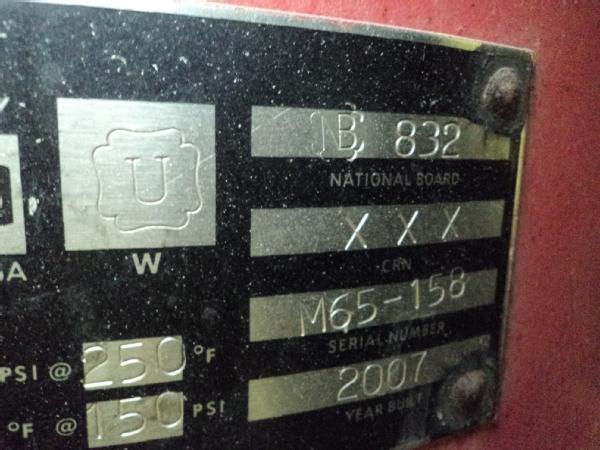 NB 832
NATIONAL BOARD
U
X X X
CRN
W
M65-158
SERIAL NUMBER
PSI @ 250 °F
2007
°F @ 150 PSI
YEAR BUILT